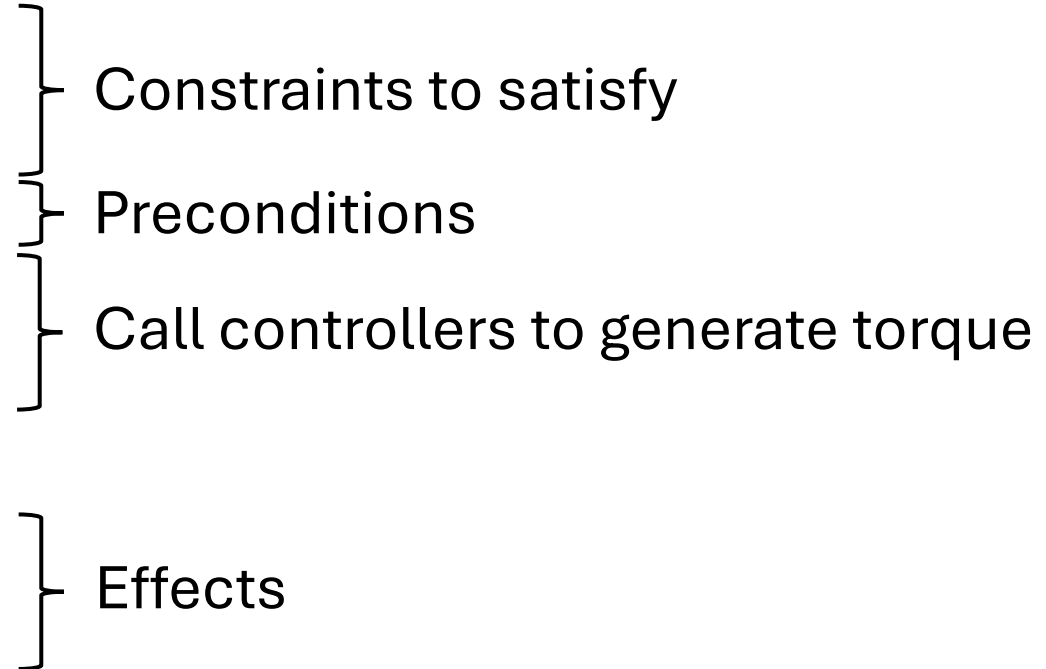 Constraints to satisfy
Preconditions
Call controllers to generate torque
Effects